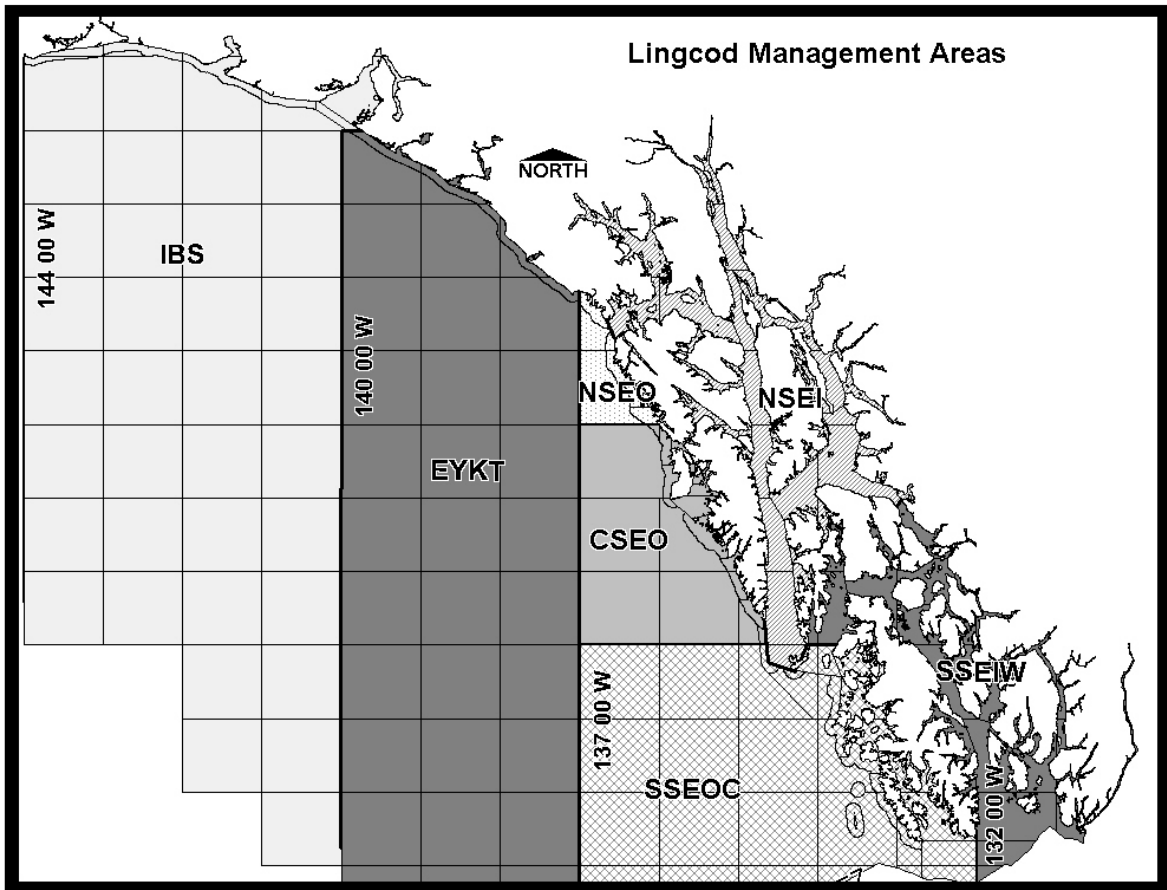 Lingcod Management Areas
NORTH
144 00 W
IBS
140 00 W
NSEO
NSEI
EYKT
CSEO
SSEIW
137 00 W
SSEOC
132 00 W